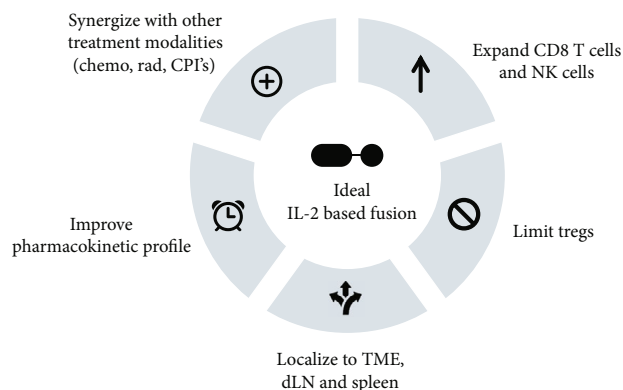 Synergize with other
treatment modalities
(chemo, rad, CPI's)
Expand CD8 T cells
and NK cells
Ideal
IL-2 based fusion
Improve
pharmacokinetic profile
Limit tregs
Localize to TME,
dLN and spleen